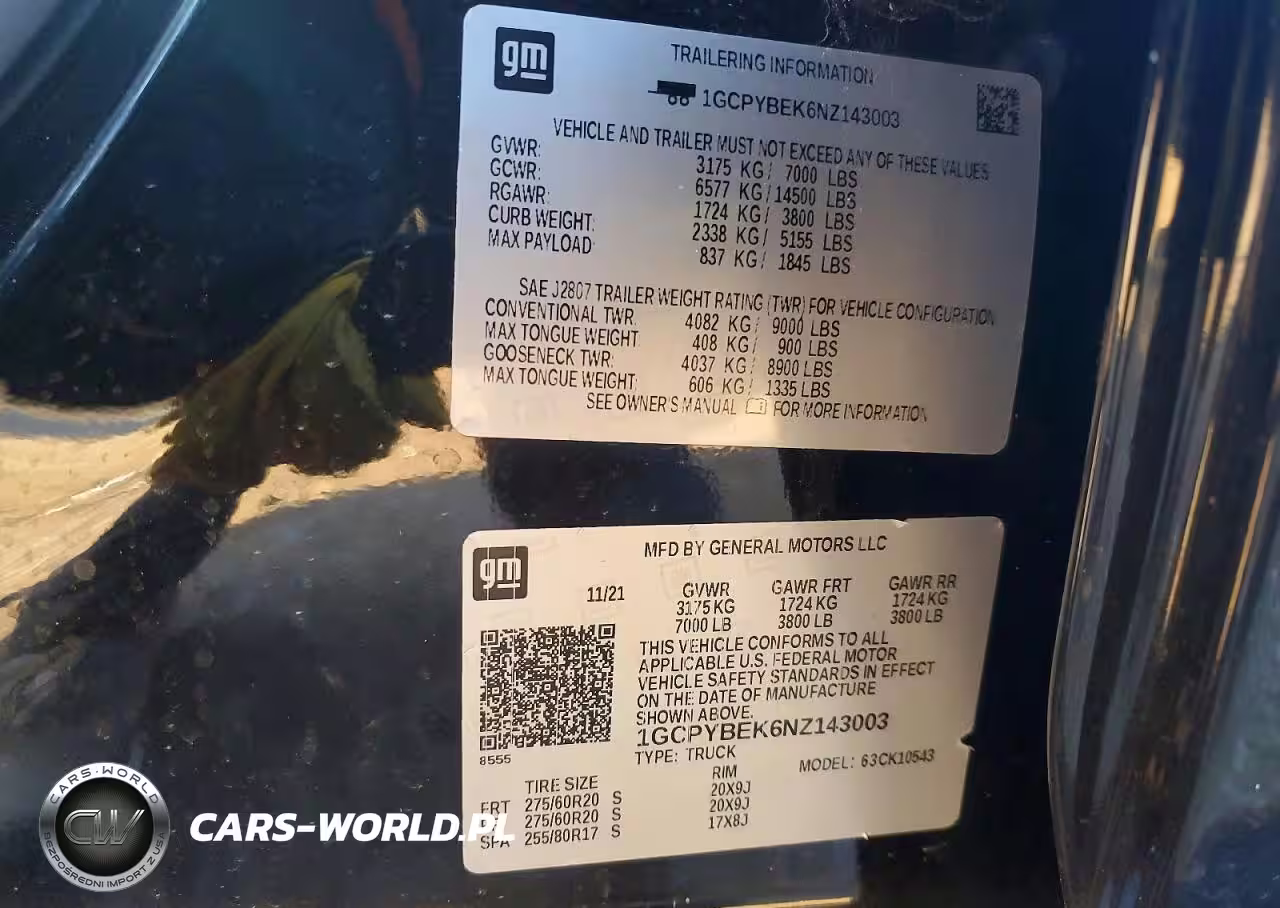 gm
TRAILERING INFORMATION
1GCPYBEK6NZ143003
VEHICLE AND TRAILER MUST NOT EXCEED ANY OF THESE VALUES
GVWR: 3175 KG / 7000 LBS
GCWR: 6577 KG / 14500 LBS
RGAWR: 1724 KG / 3800 LBS
CURB WEIGHT: 2338 KG / 5155 LBS
MAX PAYLOAD 837 KG / 1845 LBS
SAE J2807 TRAILER WEIGHT RATING (TWR) FOR VEHICLE CONFIGURATION
CONVENTIONAL TWR: 4082 KG / 9000 LBS
MAX TONGUE WEIGHT: 408 KG / 900 LBS
GOOSENECK TWR: 4037 KG / 8900 LBS
MAX TONGUE WEIGHT: 606 KG / 1335 LBS
SEE OWNER'S MANUAL FOR MORE INFORMATION
gm
MFD BY GENERAL MOTORS LLC
11/21 GVWR GAWR FRT GAWR RR
3175 KG 1724 KG 1724 KG
7000 LB 3800 LB 3800 LB
THIS VEHICLE CONFORMS TO ALL
APPLICABLE U.S. FEDERAL MOTOR
VEHICLE SAFETY STANDARDS IN EFFECT
ON THE DATE OF MANUFACTURE
SHOWN ABOVE.
1GCPYBEK6NZ143003
8555
TYPE: TRUCK MODEL: 63CK10543
TIRE SIZE RIM
FRT 275/60R20 S 20X9J
275/60R20 S 20X9J
SPA 255/80R17 S 17X8J
CARS-WORLD
CW
BEZPOŚREDNI IMPORT Z USA
CARS-WORLD.PL